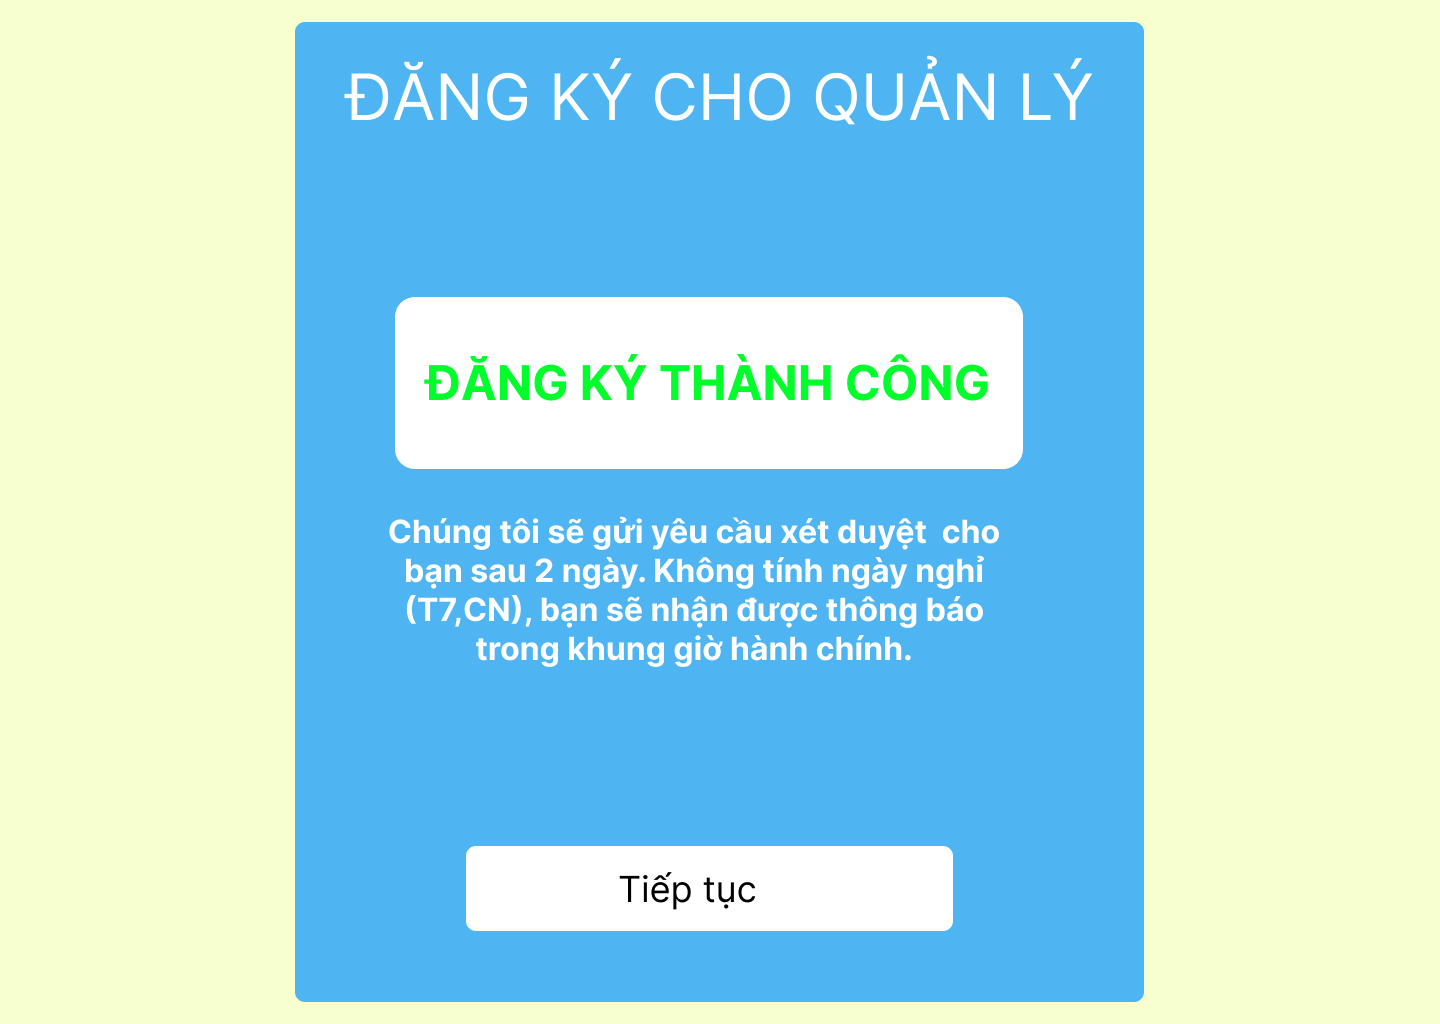 ĐĂNG KÝ CHO QUẢN LÝ
ĐĂNG KÝ THÀNH CÔNG
Chúng tôi sẽ gửi yêu cầu xét duyệt  cho
bạn sau 2 ngày. Không tính ngày nghỉ
(T7,CN), bạn sẽ nhận được thông báo
trong khung giờ hành chính.
Tiếp tục